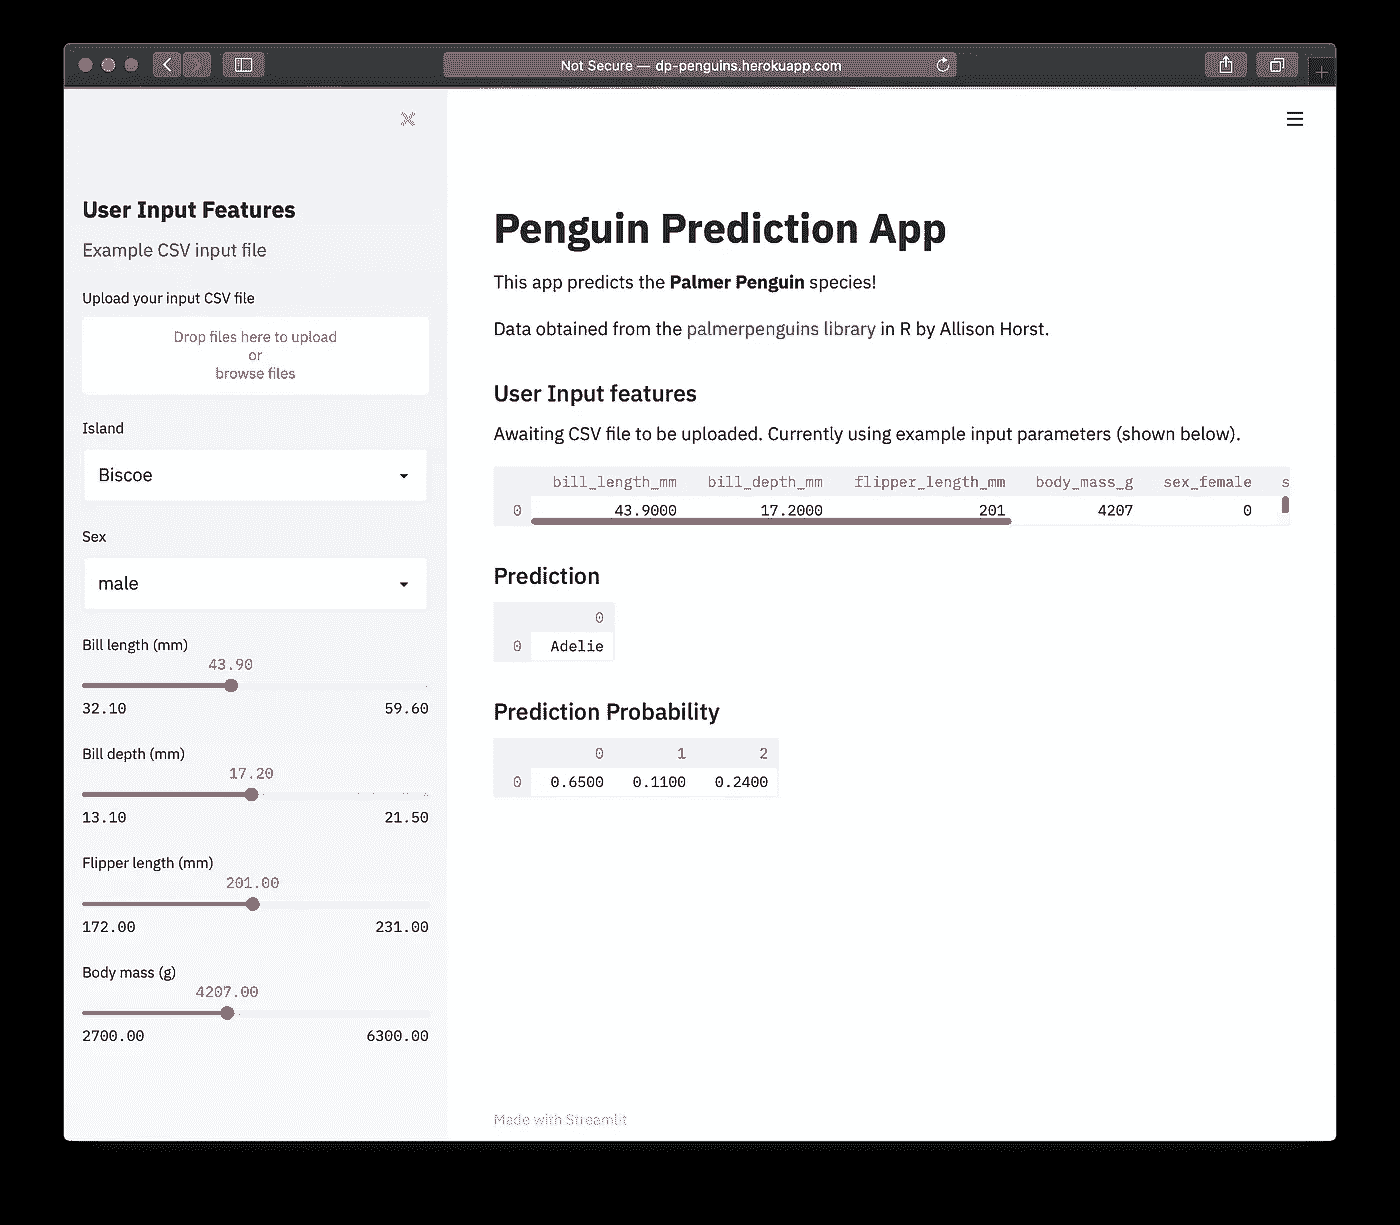 Not Secure — dp-penguins.herokuapp.com
User Input Features
Example CSV input file
Upload your input CSV file
Drop files here to upload
or
browse files
Island
Biscoe
Sex
male
Bill length (mm)
43.90
32.10 59.60
Bill depth (mm)
17.20
13.10 21.50
Flipper length (mm)
201.00
172.00 231.00
Body mass (g)
4207.00
2700.00 6300.00
Penguin Prediction App
This app predicts the Palmer Penguin species!
Data obtained from the palmerpenguins library in R by Allison Horst.
User Input features
Awaiting CSV file to be uploaded. Currently using example input parameters (shown below).
bill_length_mm bill_depth_mm flipper_length_mm body_mass_g sex_female s
0 43.9000 17.2000 201 4207 0
Prediction
0
0 Adelie
Prediction Probability
0 1 2
0 0.6500 0.1100 0.2400
Made with Streamlit